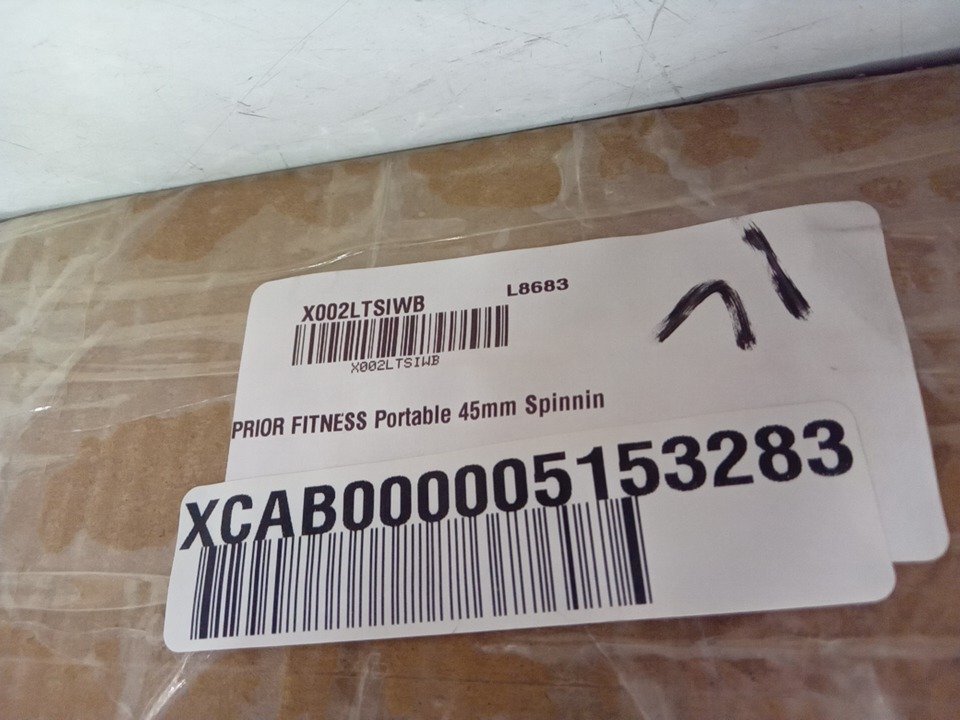 X002LTSIWB
L8683
X002LTSIWB
PRIOR FITNESS Portable 45mm Spinnin
XCAB000005153283